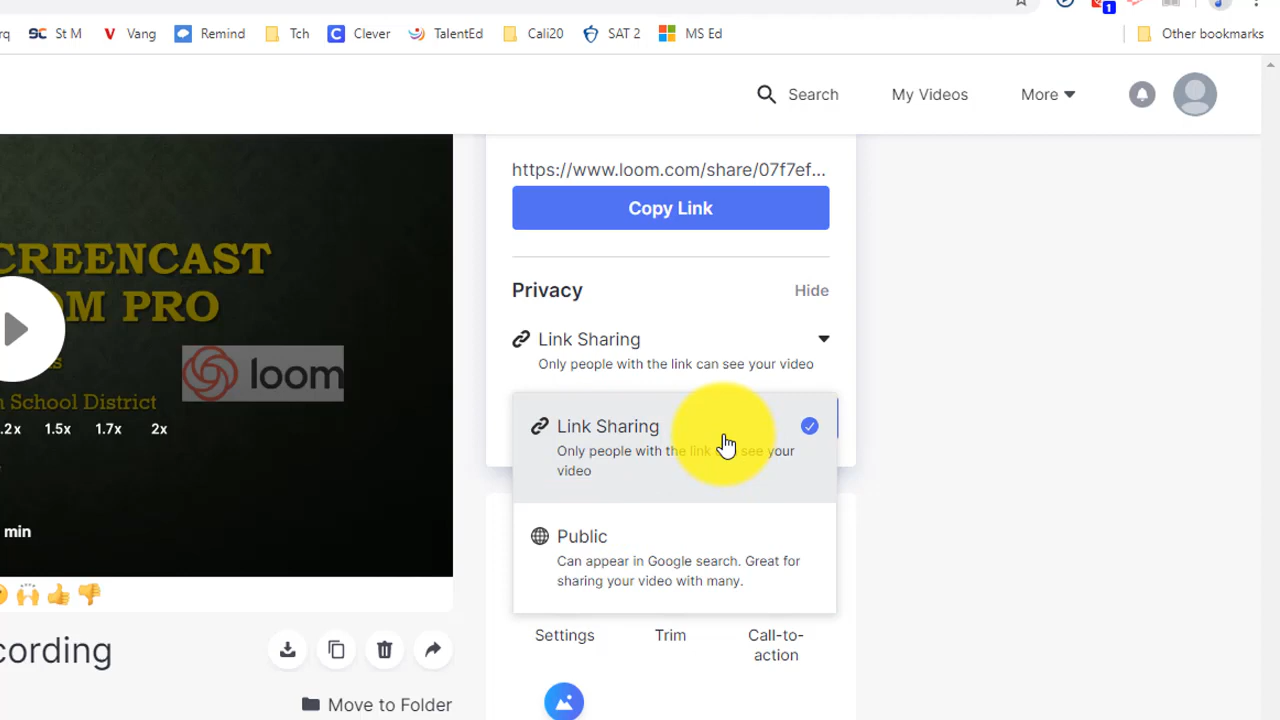 rq St M Vang Remind Tch Clever TalentEd Cali20 SAT 2 MS Ed Other bookmarks
1
Search My Videos More
https://www.loom.com/share/07f7ef...
Copy Link
CREENCAST
OM PRO
loom
n School District
.2x 1.5x 1.7x 2x
min
Privacy Hide
Link Sharing
Only people with the link can see your video
Link Sharing
Only people with the link see your
video
Public
Can appear in Google search. Great for
sharing your video with many.
Settings Trim Call-to-
action
cording
Move to Folder